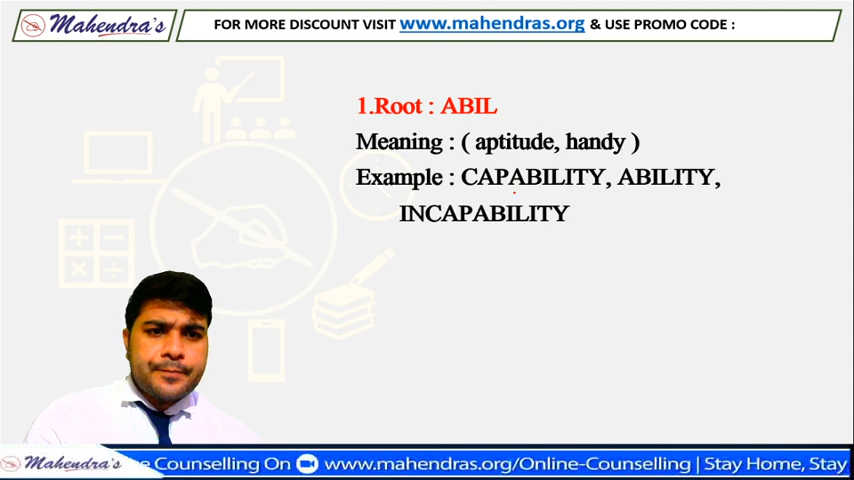 Mahendra's
FOR MORE DISCOUNT VISIT www.mahendras.org & USE PROMO CODE :
1.Root : ABIL
Meaning : ( aptitude, handy )
Example : CAPABILITY, ABILITY,
INCAPABILITY
Mahendra's Counselling On www.mahendras.org/Online-Counselling | Stay Home, Stay